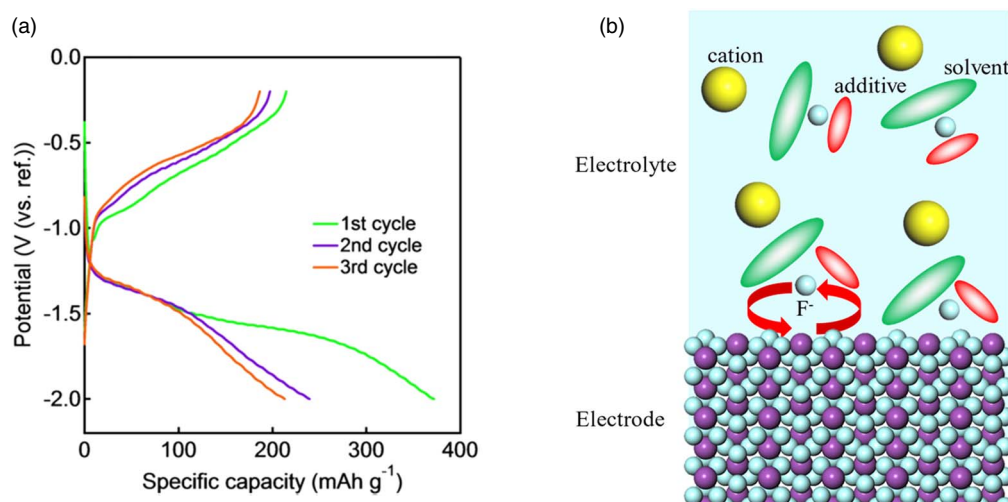 (a)
0.0
-0.5
-1.0
-1.5
-2.0
Potential (V (vs. ref.))
1st cycle
2nd cycle
3rd cycle
0
100
200
300
400
Specific capacity (mAh g⁻¹)
(b)
cation
solvent
additive
Electrolyte
F⁻
Electrode